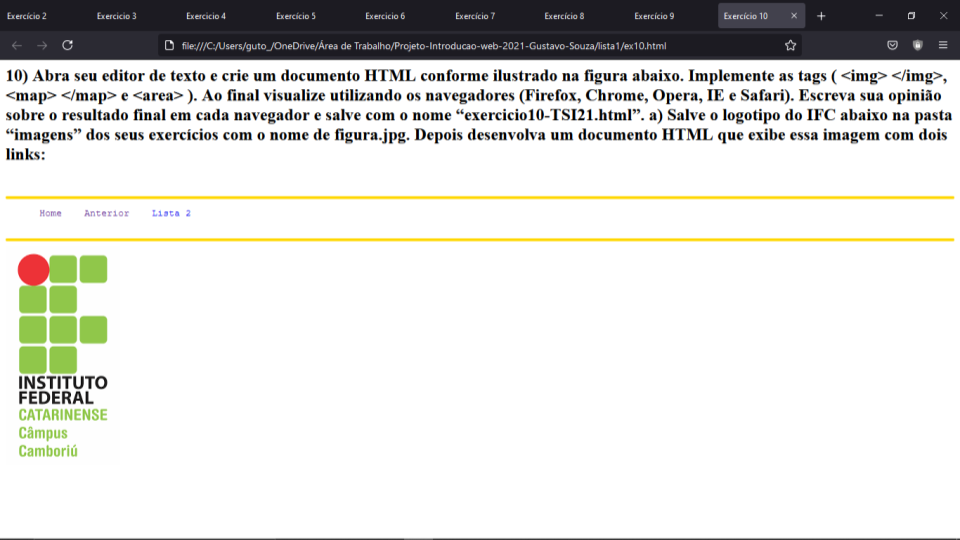 Exercício 2 Exercício 3 Exercício 4 Exercício 5 Exercício 6 Exercício 7 Exercício 8 Exercício 9 Exercício 10
file:///C:/Users/guto_/OneDrive/Área de Trabalho/Projeto-Introducao-web-2021-Gustavo-Souza/lista1/ex10.html
10) Abra seu editor de texto e crie um documento HTML conforme ilustrado na figura abaixo. Implemente as tags ( <img> </img>,
<map> </map> e <area> ). Ao final visualize utilizando os navegadores (Firefox, Chrome, Opera, IE e Safari). Escreva sua opinião
sobre o resultado final em cada navegador e salve com o nome “exercicio10-TSI21.html”. a) Salve o logotipo do IFC abaixo na pasta
“imagens” dos seus exercícios com o nome de figura.jpg. Depois desenvolva um documento HTML que exibe essa imagem com dois
links:
Home Anterior Lista 2
INSTITUTO
FEDERAL
CATARINENSE
Câmpus
Camboriú